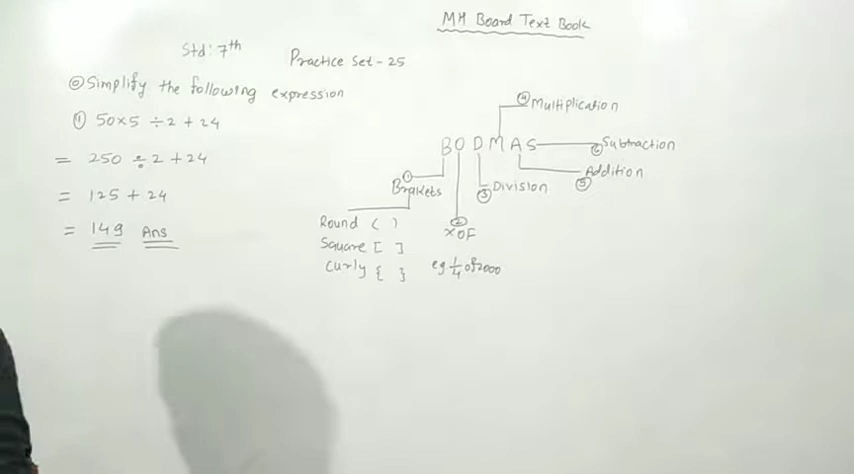 MH Board Text Book
Std: 7th
Practice Set - 25
Simplify the following expression
① 50×5 ÷2 + 24
= 250 ÷ 2 + 24
= 125 + 24
= 149 Ans
④ Multiplication
B O D M A S
⑥ Subtraction
⑤ Addition
① Brakets
③ Division
② × OF
Round ( )
Square [ ]
Curly { }
eg 1/4 of 2000